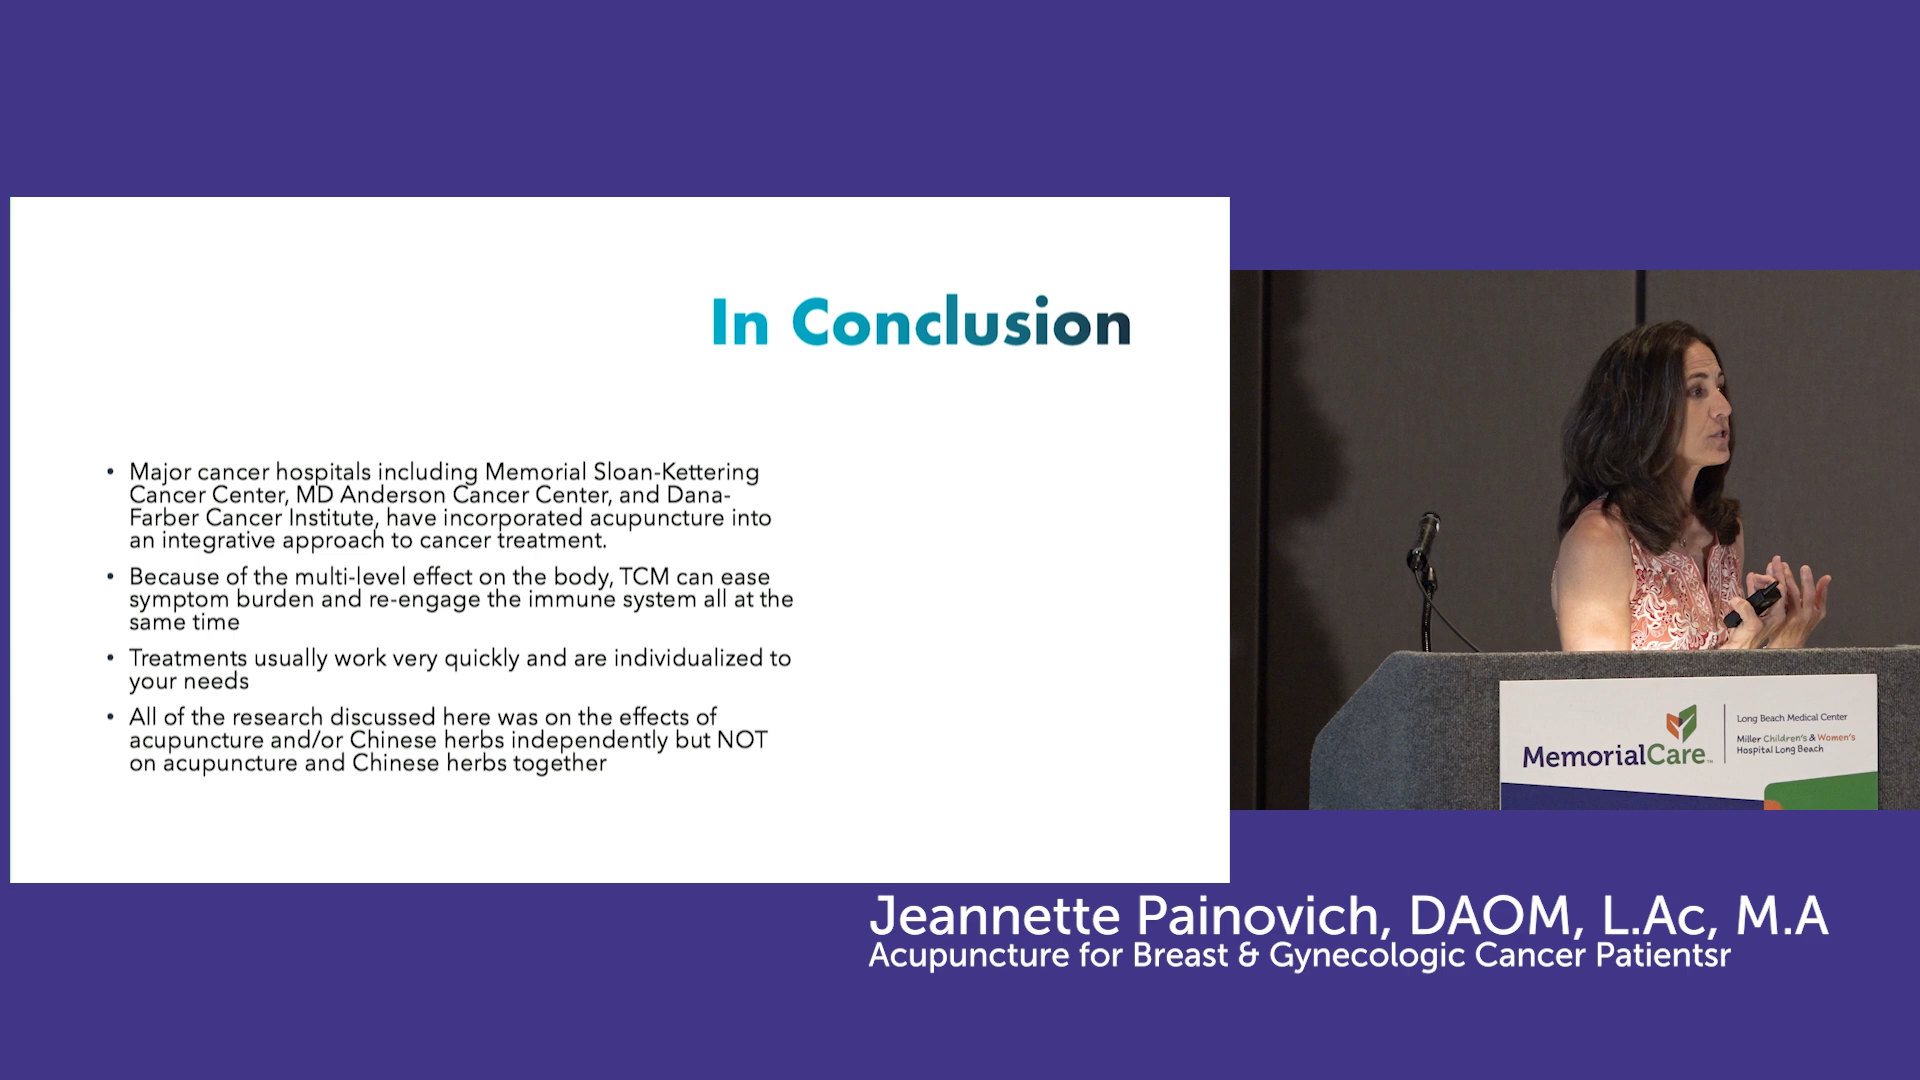 In Conclusion
• Major cancer hospitals including Memorial Sloan-Kettering
Cancer Center, MD Anderson Cancer Center, and Dana-
Farber Cancer Institute, have incorporated acupuncture into
an integrative approach to cancer treatment.
• Because of the multi-level effect on the body, TCM can ease
symptom burden and re-engage the immune system all at the
same time
• Treatments usually work very quickly and are individualized to
your needs
• All of the research discussed here was on the effects of
acupuncture and/or Chinese herbs independently but NOT
on acupuncture and Chinese herbs together
MemorialCare™
Long Beach Medical Center
Miller Children's & Women's
Hospital Long Beach
Jeannette Painovich, DAOM, L.Ac, M.A
Acupuncture for Breast & Gynecologic Cancer Patientsr